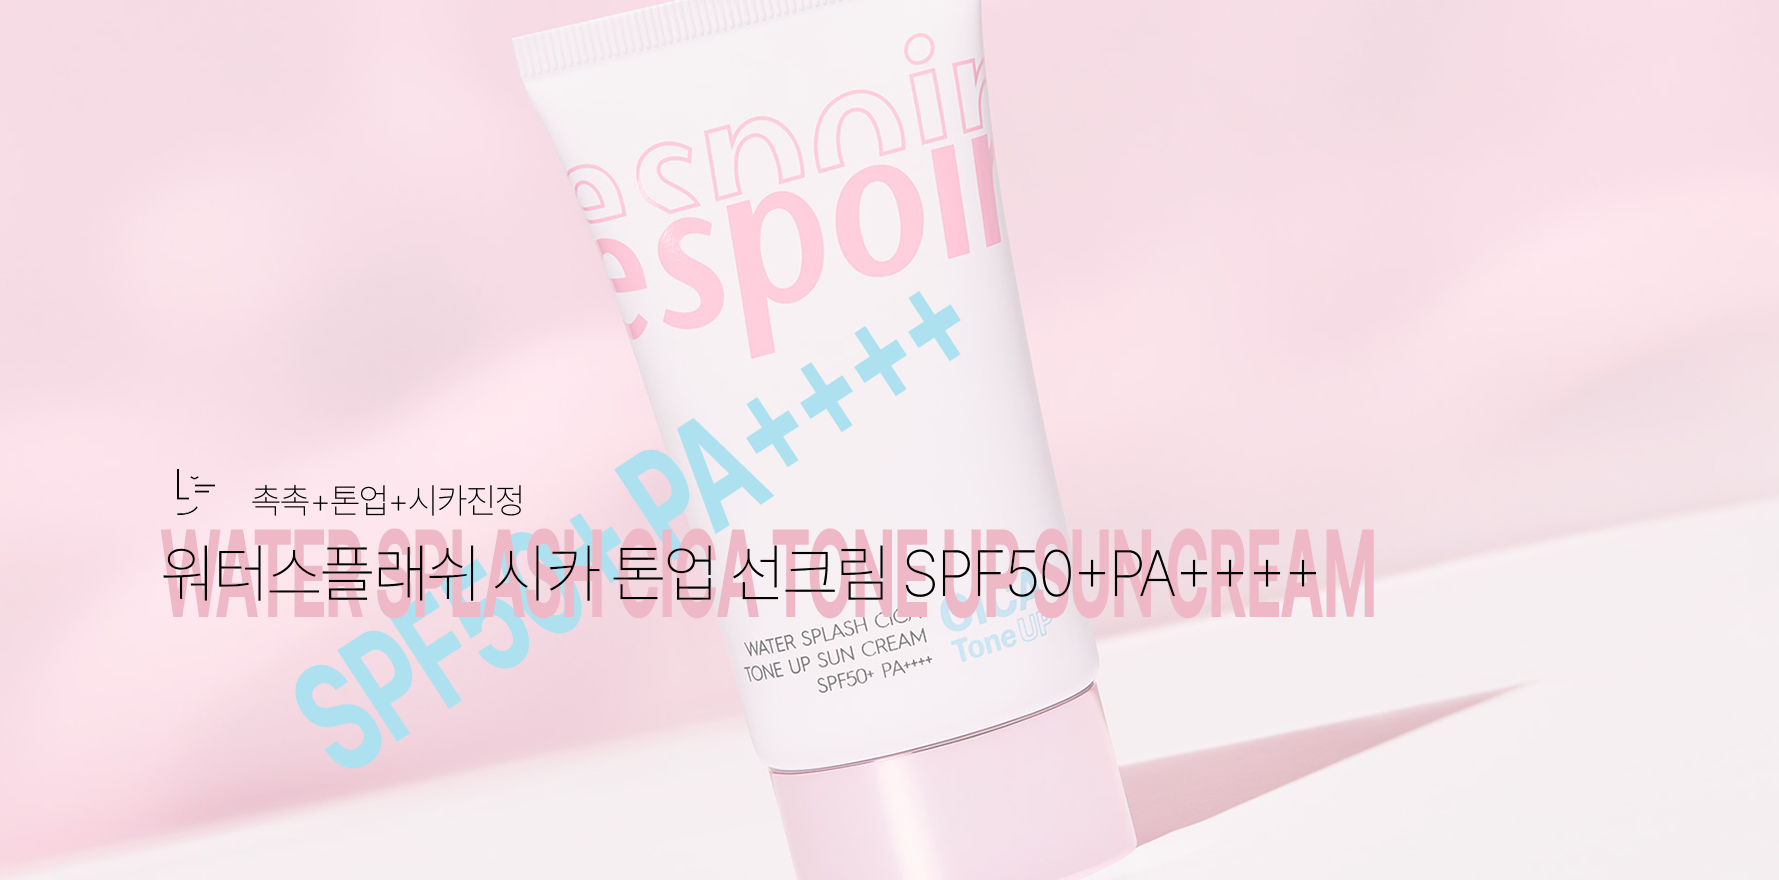 espoir
espoir
SPF50+ PA++++
촉촉+톤업+시카진정
WATER SPLASH CICA TONE UP SUN CREAM
워터스플래쉬 시카 톤업 선크림 SPF50+PA++++
WATER SPLASH CICA
TONE UP SUN CREAM
SPF50+ PA++++
CICA
Tone UP